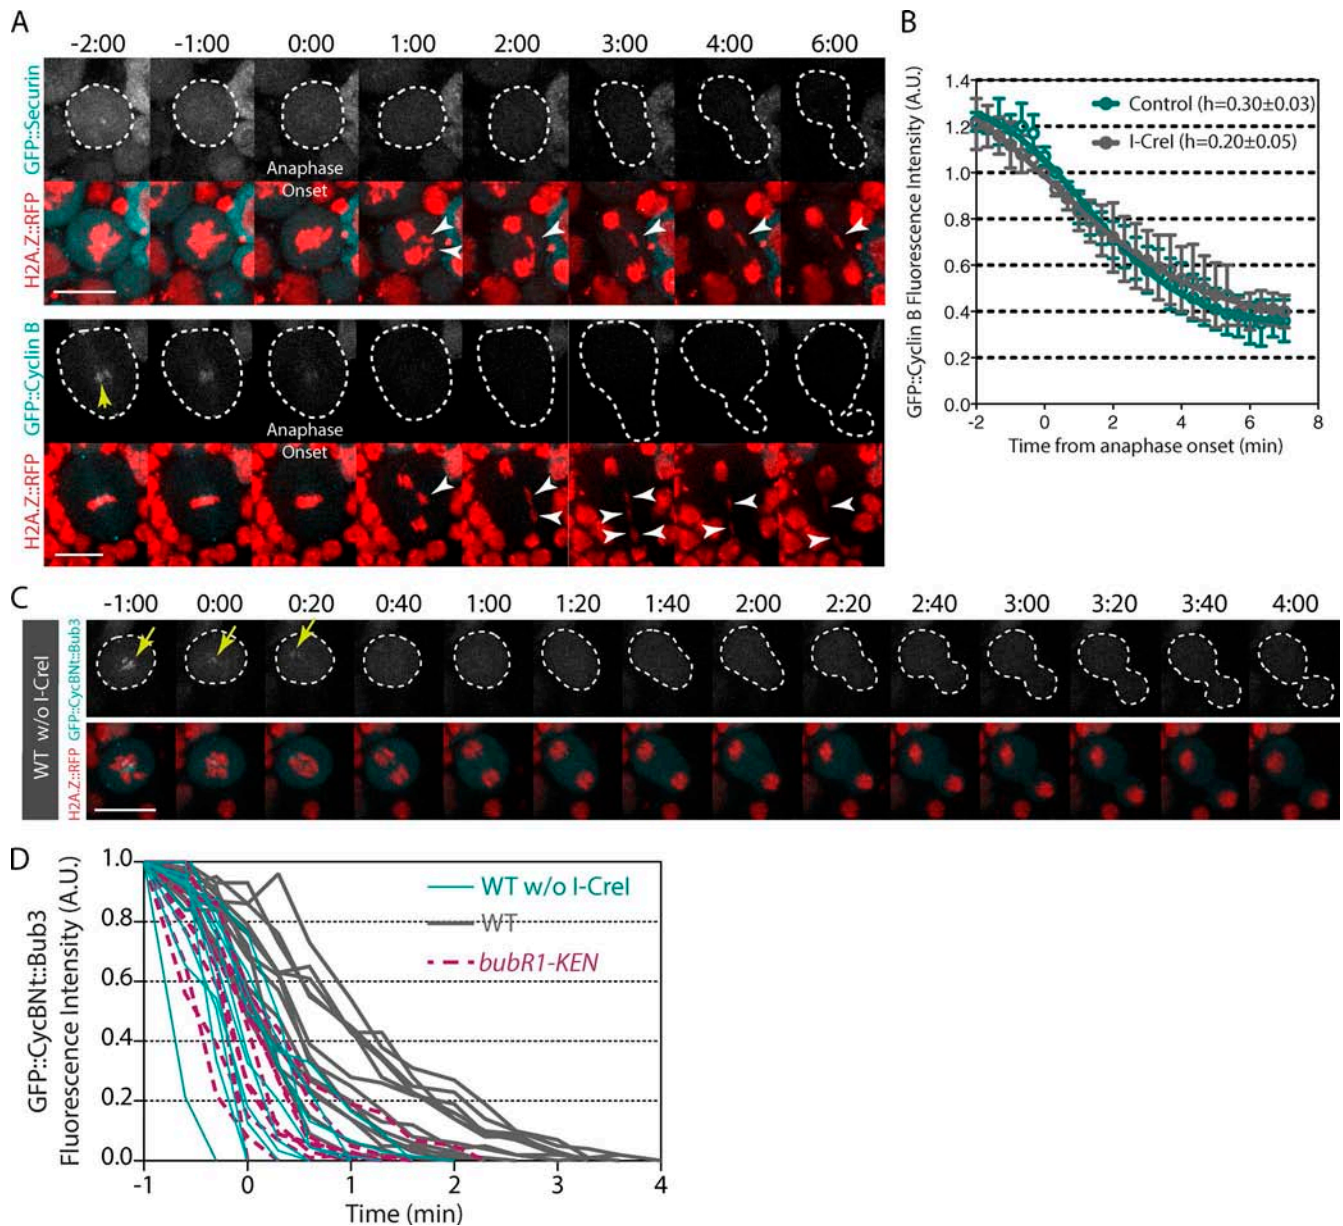 A
-2:00 -1:00 0:00 1:00 2:00 3:00 4:00 6:00
GFP::Securin
Anaphase
Onset
H2A.Z::RFP
GFP::Cyclin B
Anaphase
Onset
H2A.Z::RFP
B
GFP::Cyclin B Fluorescence Intensity (A.U.)
1.4
1.2
1.0
0.8
0.6
0.4
0.2
0.0
Control (h=0.30±0.03)
I-CreI (h=0.20±0.05)
-2 0 2 4 6 8
Time from anaphase onset (min)
C
-1:00 0:00 0:20 0:40 1:00 1:20 1:40 2:00 2:20 2:40 3:00 3:20 3:40 4:00
WT w/o I-CreI
GFP::CycBNt::Bub3
H2A.Z::RFP
D
GFP::CycBNt::Bub3
Fluorescence Intensity (A.U.)
1.0
0.8
0.6
0.4
0.2
0.0
WT w/o I-CreI
WT
bubR1-KEN
-1 0 1 2 3 4
Time (min)